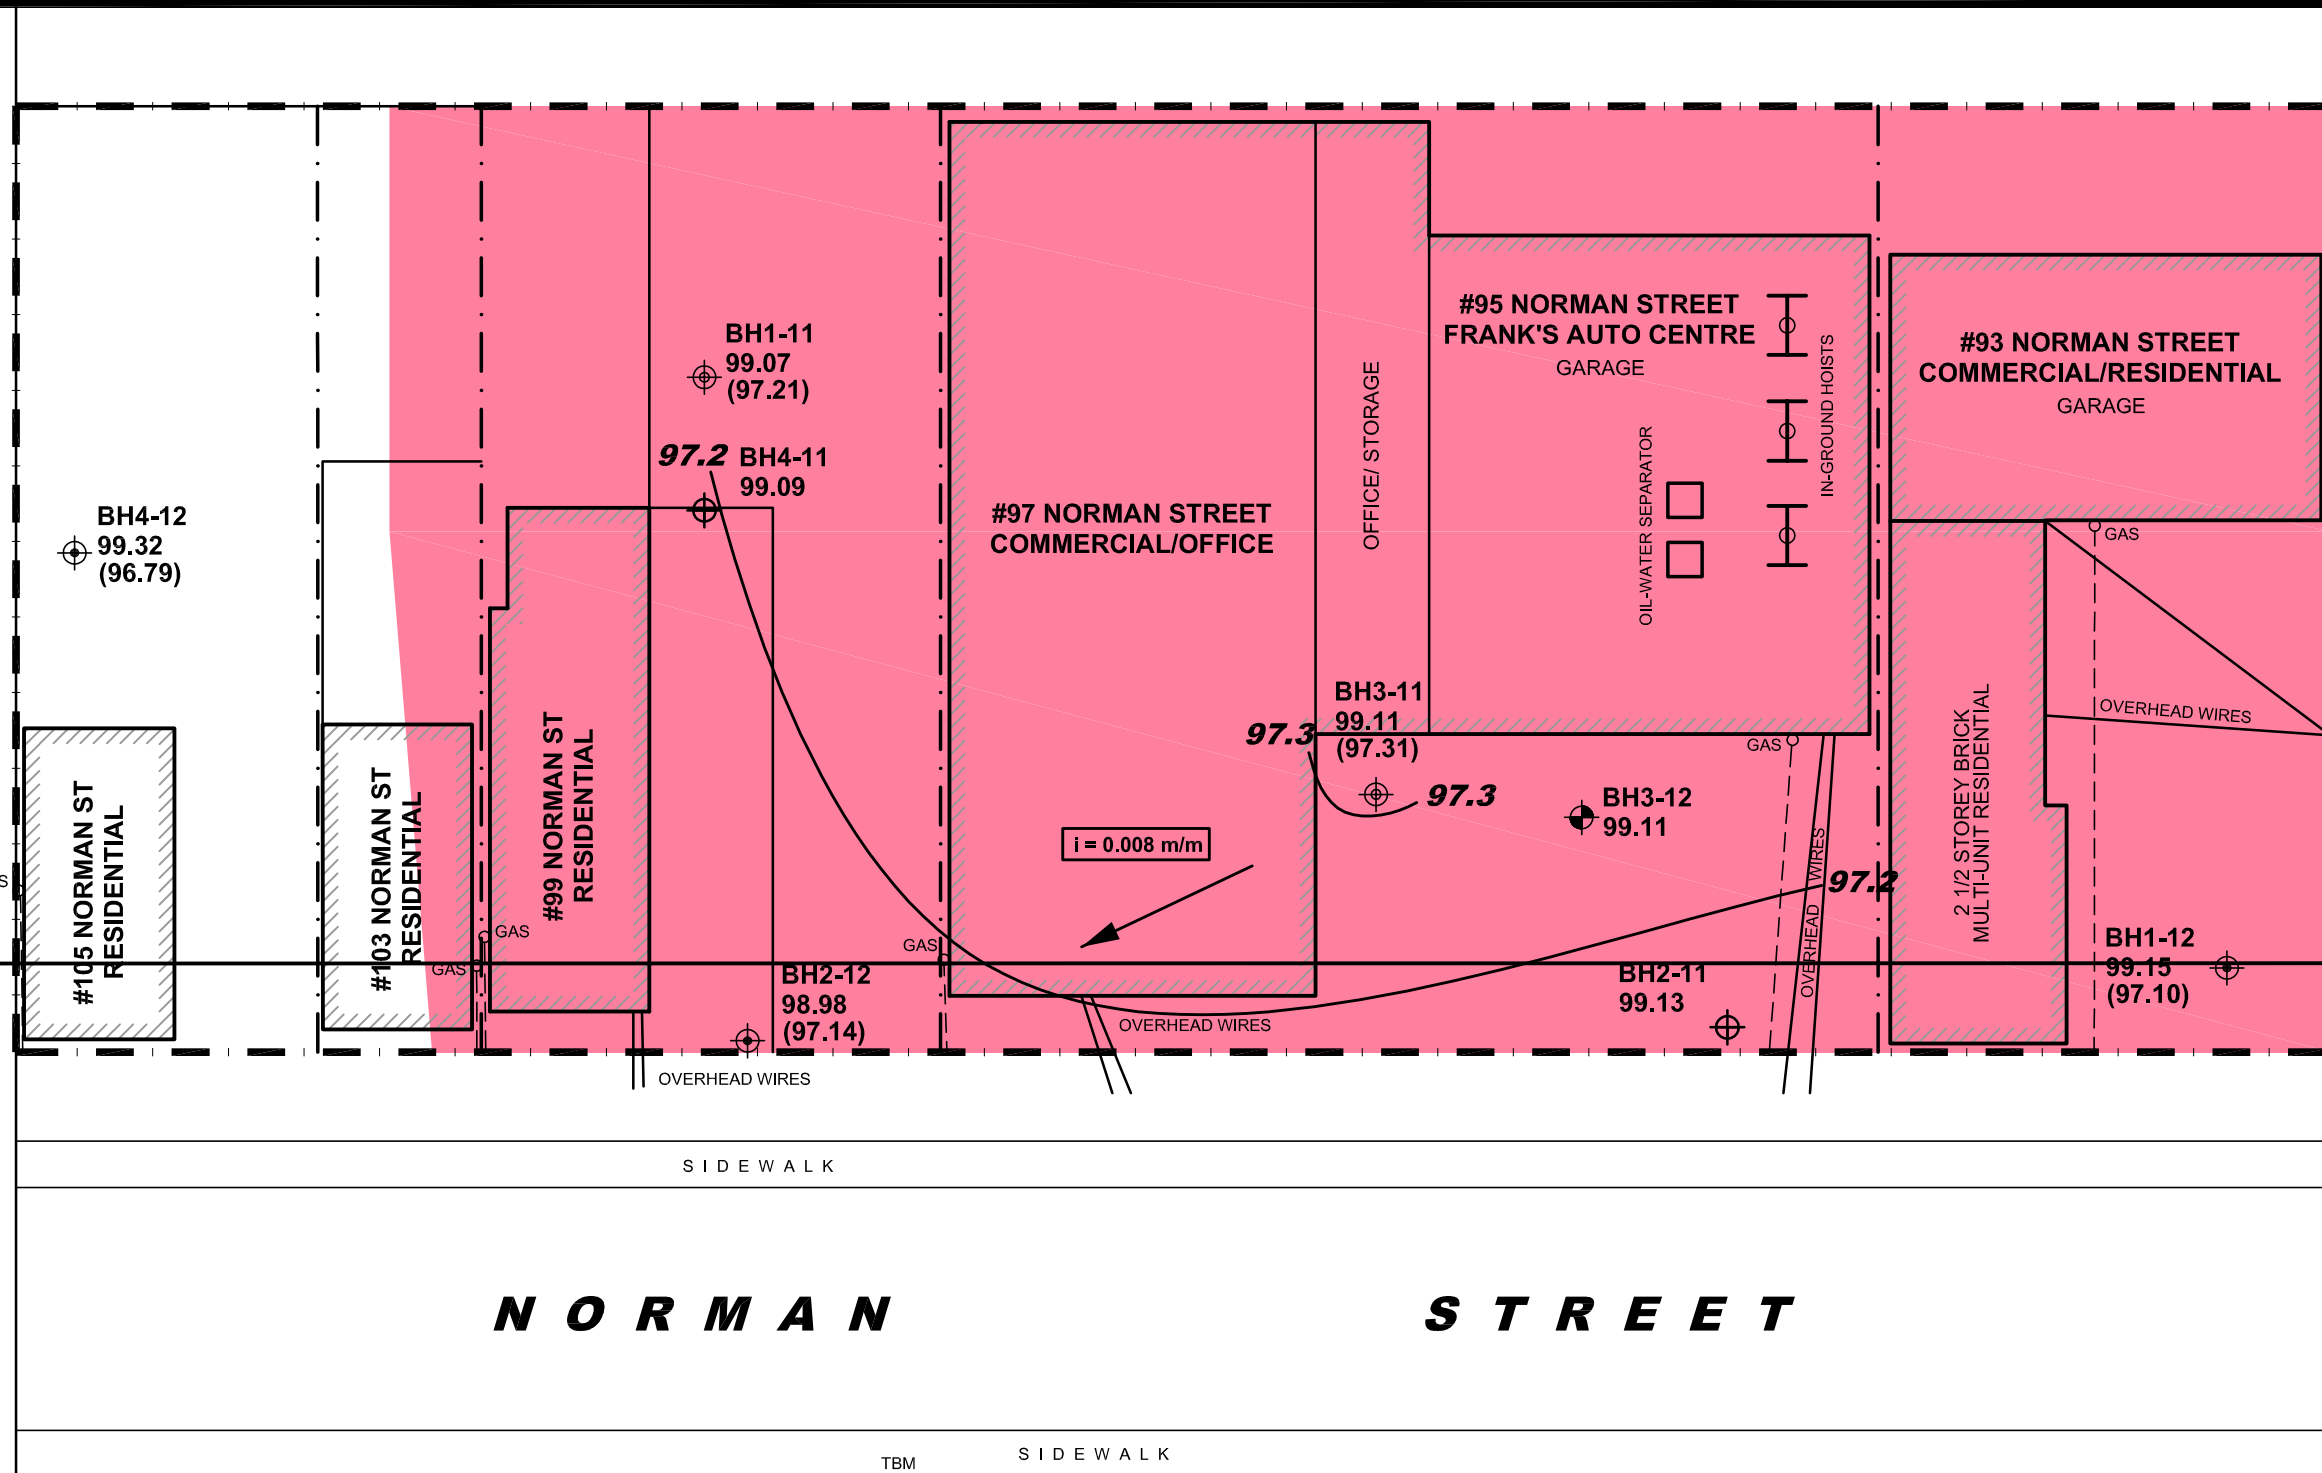 BH1-11
99.07
(97.21)
97.2
BH4-11
99.09
BH4-12
99.32
(96.79)
#105 NORMAN ST
RESIDENTIAL
#103 NORMAN ST
RESIDENTIAL
#99 NORMAN ST
RESIDENTIAL
GAS
GAS
GAS
BH2-12
98.98
(97.14)
OVERHEAD WIRES
#97 NORMAN STREET
COMMERCIAL/OFFICE
i = 0.008 m/m
OVERHEAD WIRES
OFFICE/ STORAGE
#95 NORMAN STREET
FRANK'S AUTO CENTRE
GARAGE
IN-GROUND HOISTS
OIL-WATER SEPARATOR
BH3-11
99.11
(97.31)
97.3
97.3
GAS
BH3-12
99.11
OVERHEAD WIRES
97.2
BH2-11
99.13
#93 NORMAN STREET
COMMERCIAL/RESIDENTIAL
GARAGE
GAS
OVERHEAD WIRES
2 1/2 STOREY BRICK
MULTI-UNIT RESIDENTIAL
BH1-12
99.15
(97.10)
SIDEWALK
NORMAN STREET
SIDEWALK
TBM